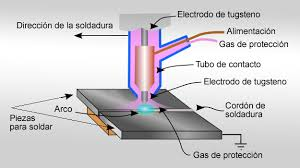 Electrodo de tugsteno
Dirección de la soldadura
Alimentación
Gas de protección
Tubo de contacto
Electrodo de tugsteno
Arco
Cordón de
soldadura
Piezas
para soldar
Gas de protección